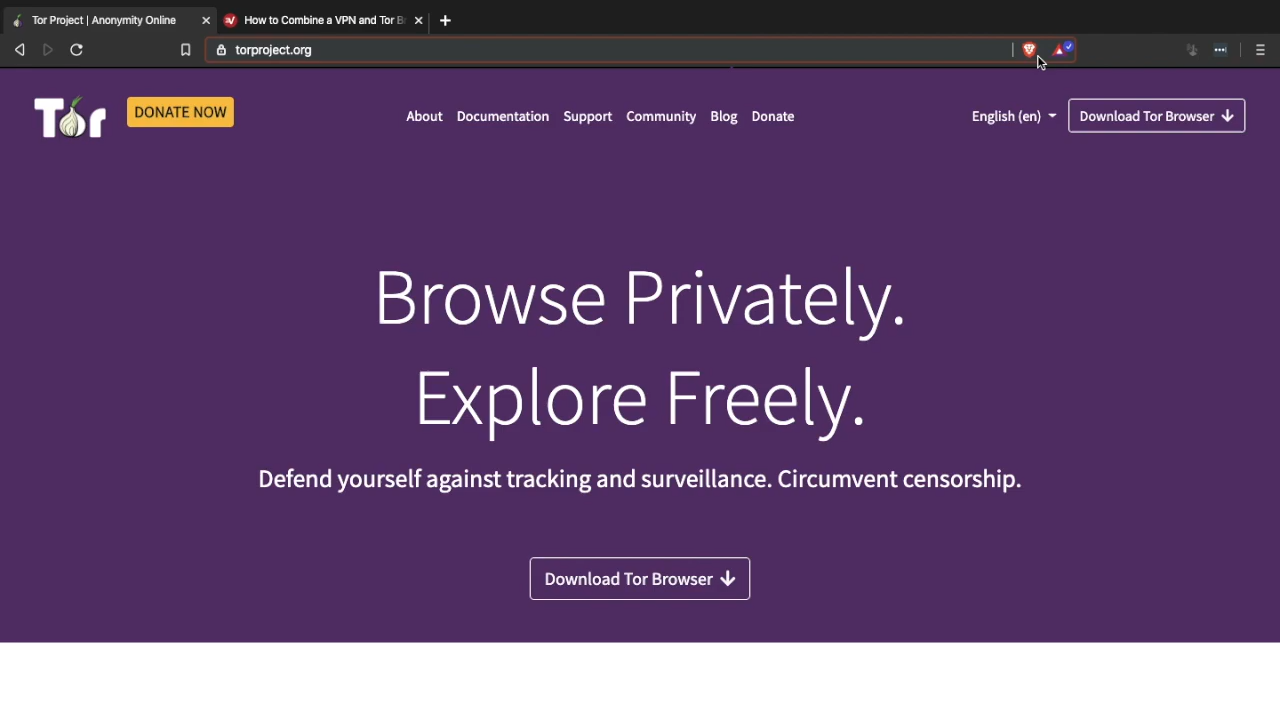 Tor Project | Anonymity Online
How to Combine a VPN and Tor B
torproject.org
Tor
DONATE NOW
About Documentation Support Community Blog Donate
English (en)
Download Tor Browser
Browse Privately.
Explore Freely.
Defend yourself against tracking and surveillance. Circumvent censorship.
Download Tor Browser